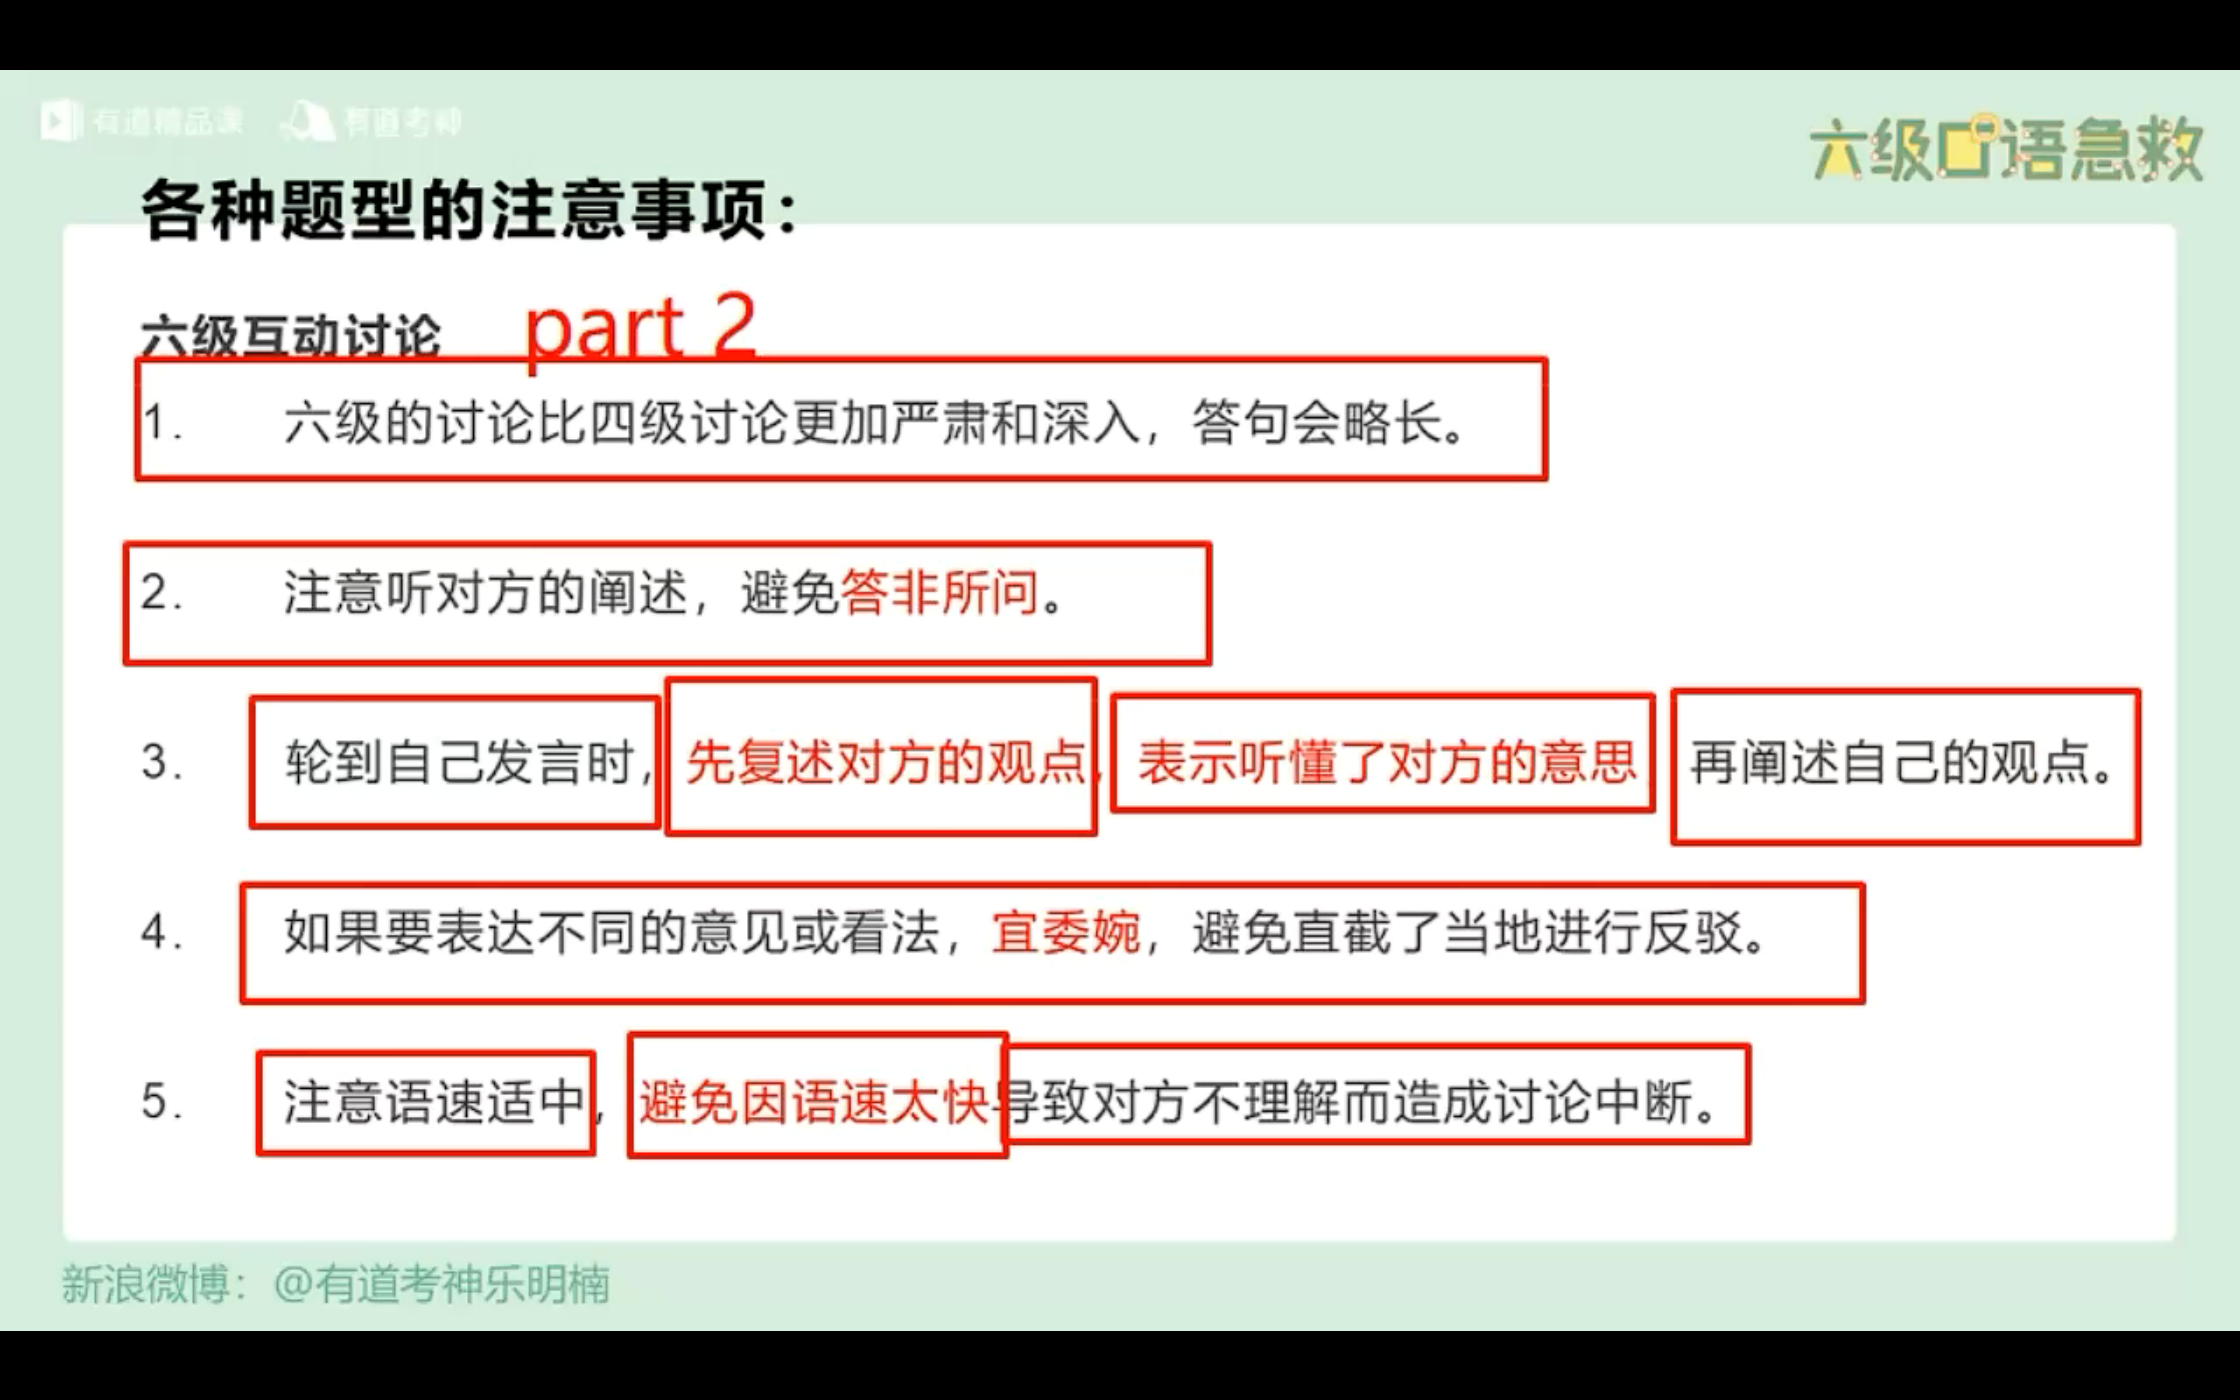 有道精品课 有道考神
六级口语急救
各种题型的注意事项：
六级互动讨论 part 2
1. 六级的讨论比四级讨论更加严肃和深入，答句会略长。
2. 注意听对方的阐述，避免答非所问。
3. 轮到自己发言时，先复述对方的观点，表示听懂了对方的意思 再阐述自己的观点。
4. 如果要表达不同的意见或看法，宜委婉，避免直截了当地进行反驳。
5. 注意语速适中，避免因语速太快导致对方不理解而造成讨论中断。
新浪微博：@有道考神乐明楠